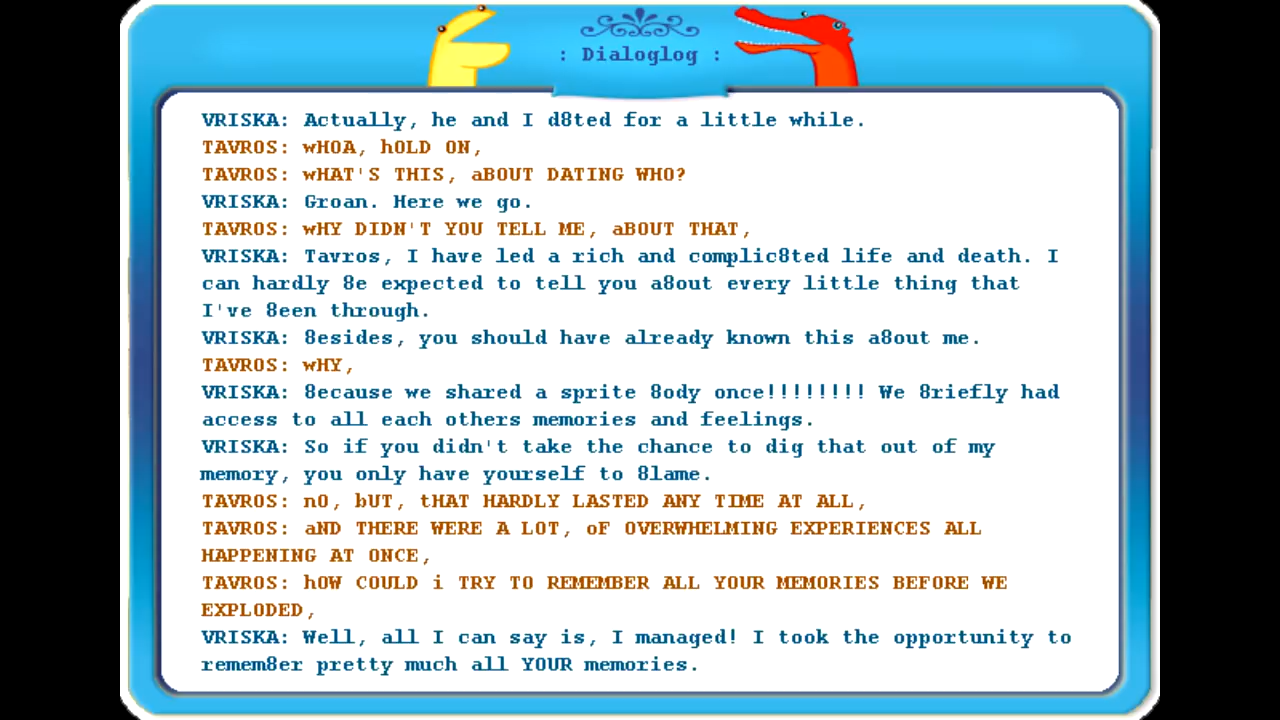 : Dialoglog :
VRISKA: Actually, he and I d8ted for a little while.
TAVROS: wHOA, hOLD ON,
TAVROS: wHAT'S THIS, aBOUT DATING WHO?
VRISKA: Groan. Here we go.
TAVROS: wHY DIDN'T YOU TELL ME, aBOUT THAT,
VRISKA: Tavros, I have led a rich and complic8ted life and death. I
can hardly 8e expected to tell you a8out every little thing that
I've 8een through.
VRISKA: 8esides, you should have already known this a8out me.
TAVROS: wHY,
VRISKA: 8ecause we shared a sprite 8ody once!!!!!!!! We 8riefly had
access to all each others memories and feelings.
VRISKA: So if you didn't take the chance to dig that out of my
memory, you only have yourself to 8lame.
TAVROS: nO, bUT, tHAT HARDLY LASTED ANY TIME AT ALL,
TAVROS: aND THERE WERE A LOT, oF OVERWHELMING EXPERIENCES ALL
HAPPENING AT ONCE,
TAVROS: hOW COULD i TRY TO REMEMBER ALL YOUR MEMORIES BEFORE WE
EXPLODED,
VRISKA: Well, all I can say is, I managed! I took the opportunity to
remem8er pretty much all YOUR memories.